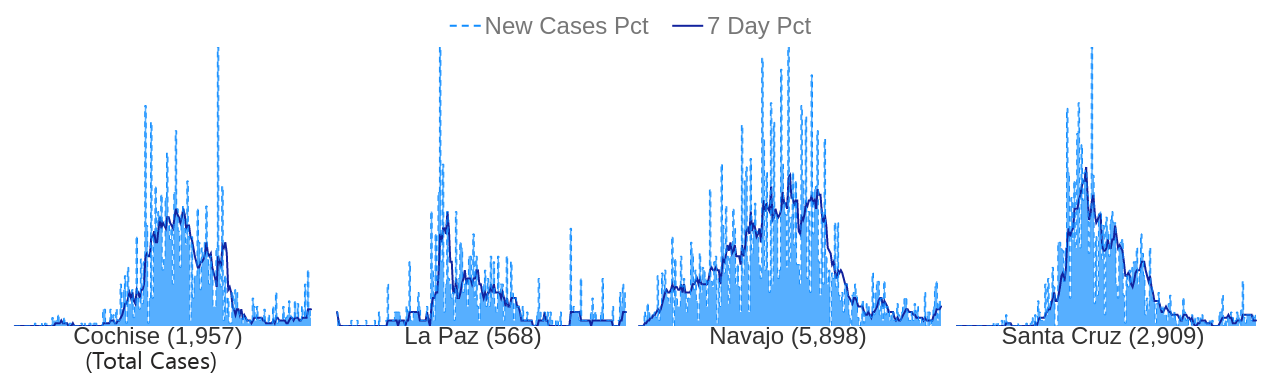 New Cases Pct 7 Day Pct
Cochise (1,957) La Paz (568) Navajo (5,898) Santa Cruz (2,909)
(Total Cases)